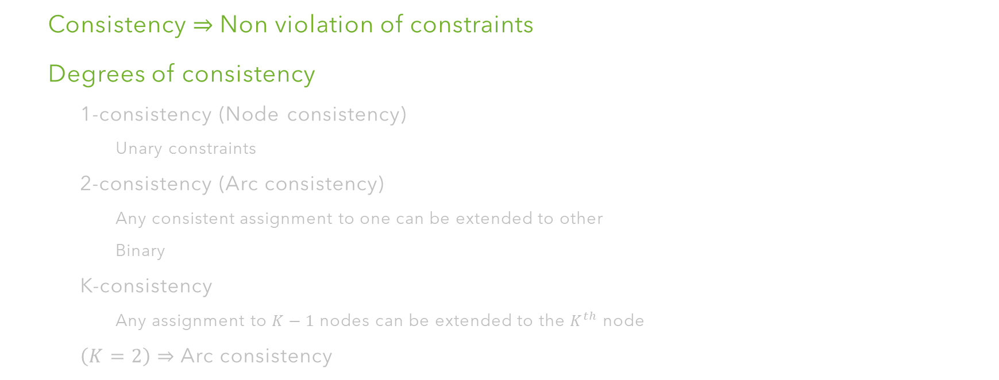 Consistency ⇒ Non violation of constraints
Degrees of consistency
1-consistency (Node consistency)
Unary constraints
2-consistency (Arc consistency)
Any consistent assignment to one can be extended to other
Binary
K-consistency
Any assignment to K − 1 nodes can be extended to the K^th node
(K = 2) ⇒ Arc consistency